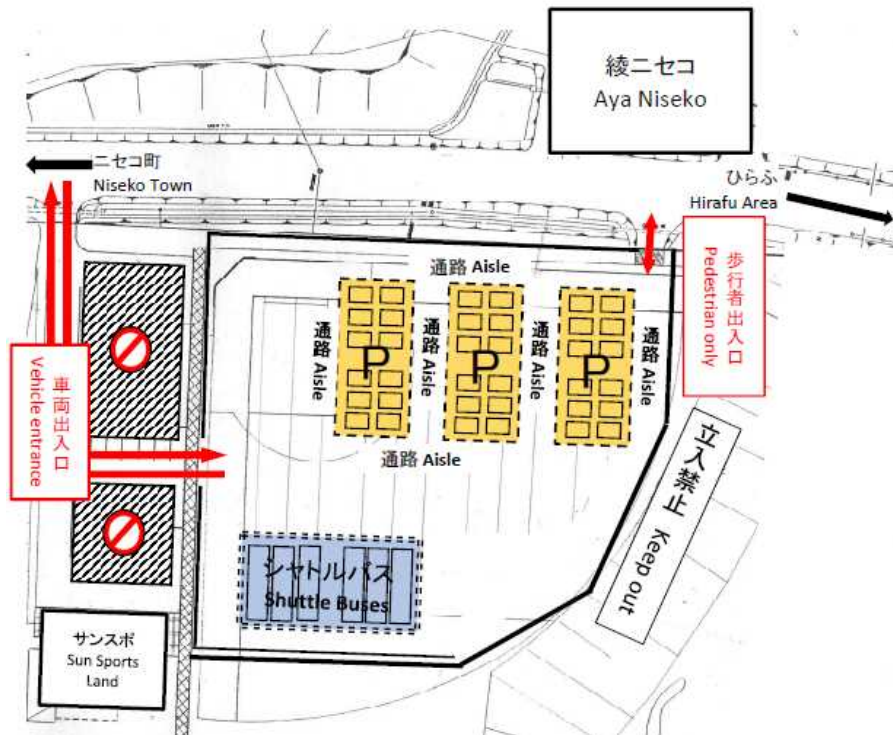 綾ニセコ
Aya Niseko
ニセコ町
Niseko Town
ひらふ
Hirafu Area
通路 Aisle
歩行者出入口
Pedestrian only
通路 Aisle
通路 Aisle
通路 Aisle
通路 Aisle
P
P
P
車両出入口
Vehicle entrance
通路 Aisle
立入禁止 Keep out
シャトルバス
Shuttle Buses
サンスポ
Sun Sports
Land